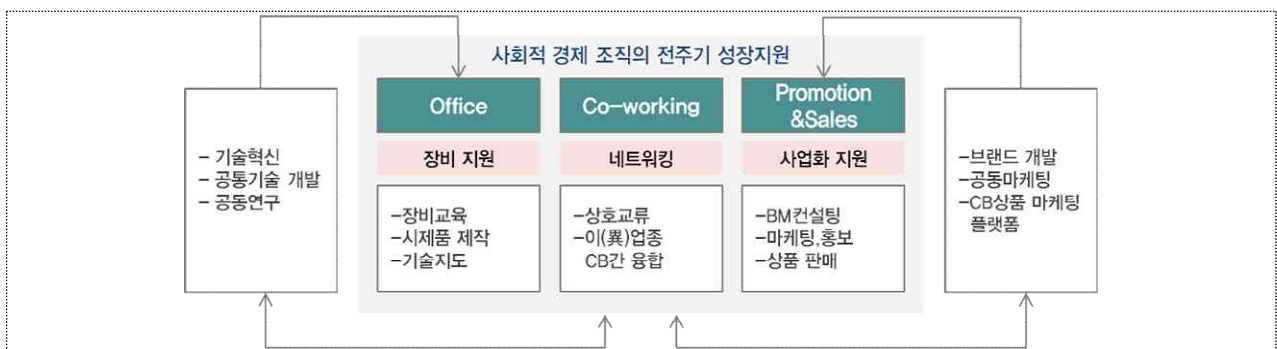 사회적 경제 조직의 전주기 성장지원
– 기술혁신
– 공통기술 개발
– 공동연구
Office
장비 지원
–장비교육
–시제품 제작
–기술지도
Co-working
네트워킹
–상호교류
–이(異)업종
CB간 융합
Promotion
&Sales
사업화 지원
–BM컨설팅
–마케팅,홍보
–상품 판매
–브랜드 개발
–공동마케팅
–CB상품 마케팅
플랫폼